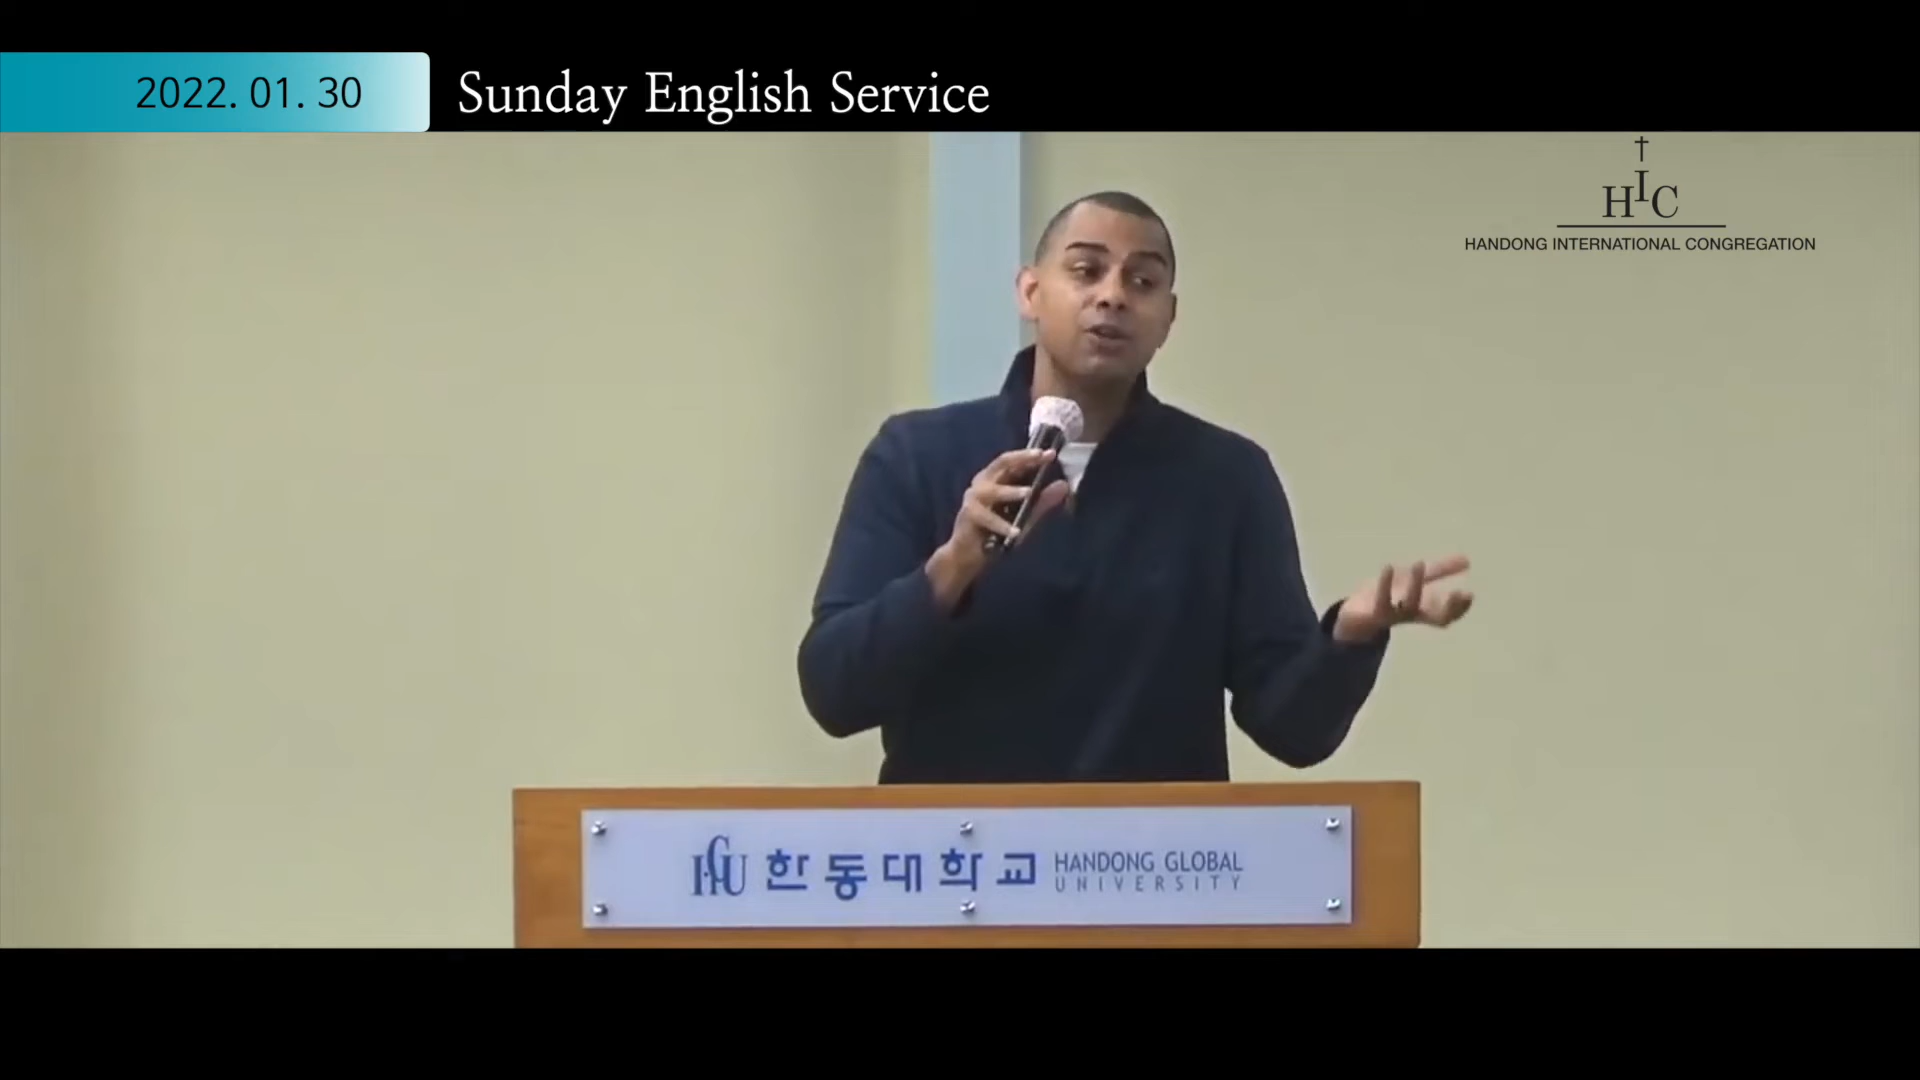 2022. 01. 30
Sunday English Service
HIC
HANDONG INTERNATIONAL CONGREGATION
HGU 한동대학교 HANDONG GLOBAL
UNIVERSITY